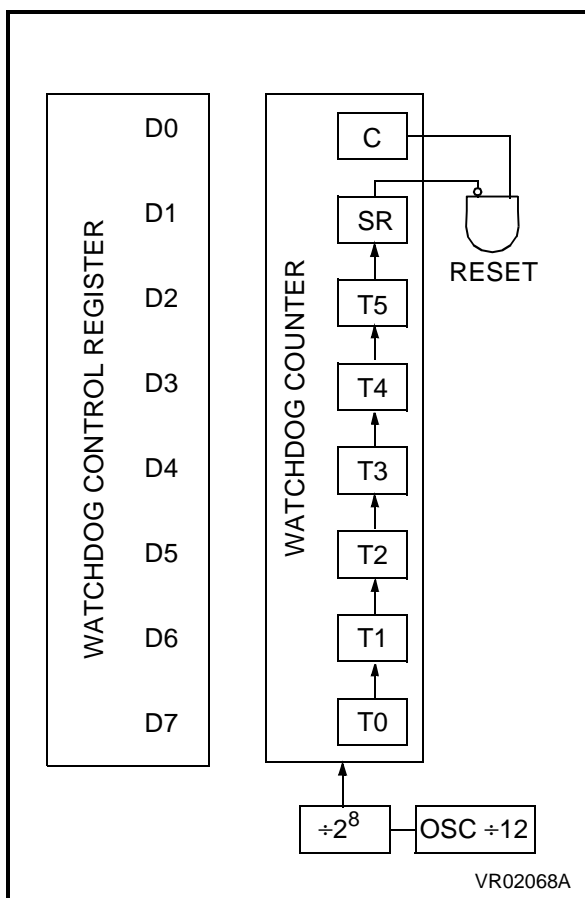 WATCHDOG CONTROL REGISTER
D0
D1
D2
D3
D4
D5
D6
D7
WATCHDOG COUNTER
C
SR
T5
T4
T3
T2
T1
T0
RESET
÷2⁸
OSC ÷12
VR02068A